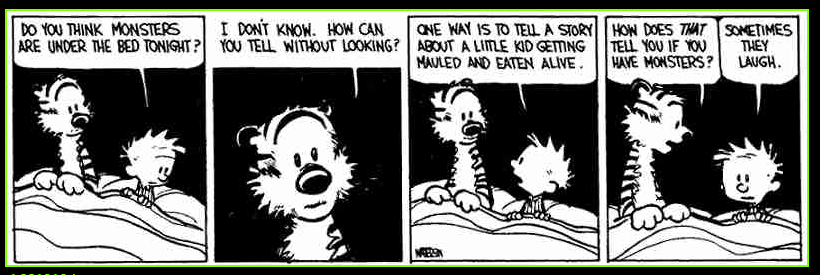 DO YOU THINK MONSTERS
ARE UNDER THE BED TONIGHT?
I DON'T KNOW. HOW CAN
YOU TELL WITHOUT LOOKING?
ONE WAY IS TO TELL A STORY
ABOUT A LITTLE KID GETTING
MAULED AND EATEN ALIVE.
HOW DOES THAT
TELL YOU IF YOU
HAVE MONSTERS?
SOMETIMES
THEY
LAUGH.